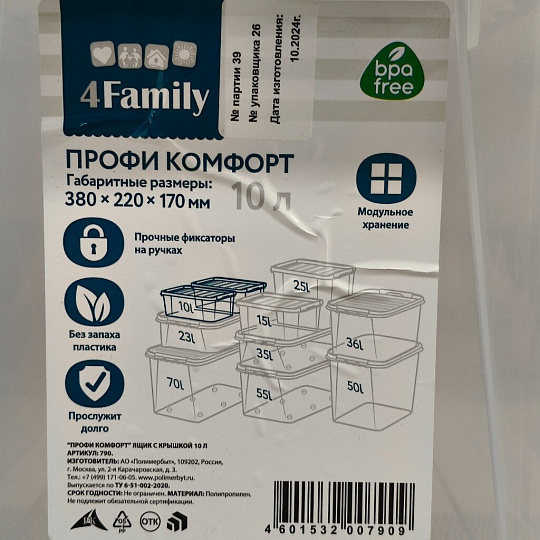 4Family
№ партии 39
№ упаковщика 26
Дата изготовления:
10.2024г.
bpa
free
ПРОФИ КОМФОРТ
Габаритные размеры:
380 × 220 × 170 мм
10 л
Модульное
хранение
Прочные фиксаторы
на ручках
Без запаха
пластика
Прослужит
долго
25l
10l
15l
23l
36l
35l
70l
55l
50l
"ПРОФИ КОМФОРТ" ЯЩИК С КРЫШКОЙ 10 Л
АРТИКУЛ: 790.
ИЗГОТОВИТЕЛЬ: АО «Полимербыт», 109202, Россия,
г. Москва, ул. 2-я Карачаровская, д. 3.
Тел.: +7 (499) 171-06-05. www.polimerbyt.ru
Выпускается по ТУ 6-51-002-2020.
СРОК ГОДНОСТИ: Не ограничен. МАТЕРИАЛ: Полипропилен.
Не подлежит обязательной сертификации.
05
PP
ОТК
4 601532 007909